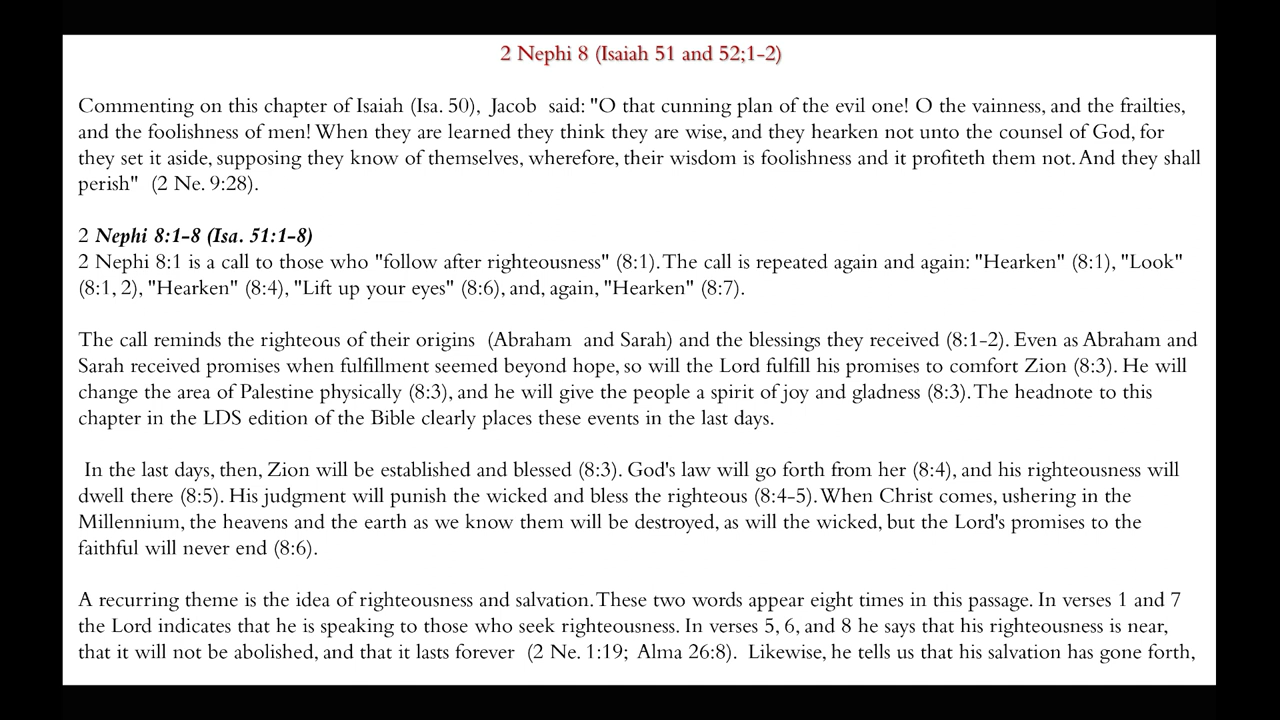 2 Nephi 8 (Isaiah 51 and 52;1-2)
Commenting on this chapter of Isaiah (Isa. 50),  Jacob  said: "O that cunning plan of the evil one! O the vainness, and the frailties,
and the foolishness of men! When they are learned they think they are wise, and they hearken not unto the counsel of God, for
they set it aside, supposing they know of themselves, wherefore, their wisdom is foolishness and it profiteth them not. And they shall
perish"  (2 Ne. 9:28).
2 Nephi 8:1-8 (Isa. 51:1-8)
2 Nephi 8:1 is a call to those who "follow after righteousness" (8:1). The call is repeated again and again: "Hearken" (8:1), "Look"
(8:1, 2), "Hearken" (8:4), "Lift up your eyes" (8:6), and, again, "Hearken" (8:7).
The call reminds the righteous of their origins  (Abraham  and Sarah) and the blessings they received (8:1-2). Even as Abraham and
Sarah received promises when fulfillment seemed beyond hope, so will the Lord fulfill his promises to comfort Zion (8:3). He will
change the area of Palestine physically (8:3), and he will give the people a spirit of joy and gladness (8:3). The headnote to this
chapter in the LDS edition of the Bible clearly places these events in the last days.
In the last days, then, Zion will be established and blessed (8:3). God's law will go forth from her (8:4), and his righteousness will
dwell there (8:5). His judgment will punish the wicked and bless the righteous (8:4-5). When Christ comes, ushering in the
Millennium, the heavens and the earth as we know them will be destroyed, as will the wicked, but the Lord's promises to the
faithful will never end (8:6).
A recurring theme is the idea of righteousness and salvation. These two words appear eight times in this passage. In verses 1 and 7
the Lord indicates that he is speaking to those who seek righteousness. In verses 5, 6, and 8 he says that his righteousness is near,
that it will not be abolished, and that it lasts forever  (2 Ne. 1:19;  Alma 26:8).  Likewise, he tells us that his salvation has gone forth,